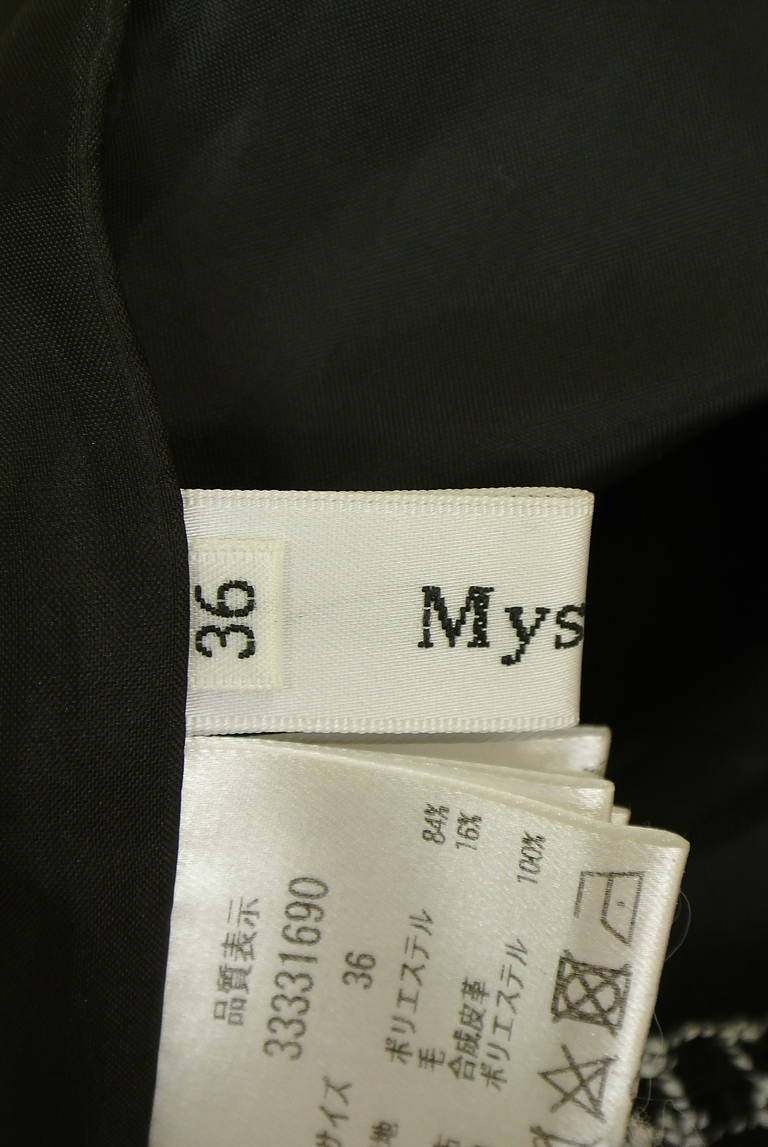 36
Mys
品質表示
33331690
サイズ 36
地 ポリエステル 84%
毛 16%
合成皮革
布 ポリエステル 100%